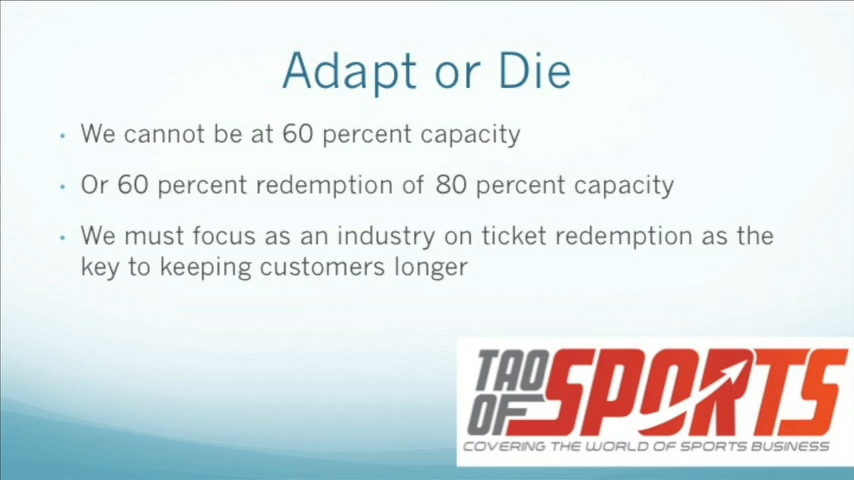 Adapt or Die
• We cannot be at 60 percent capacity
• Or 60 percent redemption of 80 percent capacity
• We must focus as an industry on ticket redemption as the
key to keeping customers longer
TAO OF SPORTS
COVERING THE WORLD OF SPORTS BUSINESS